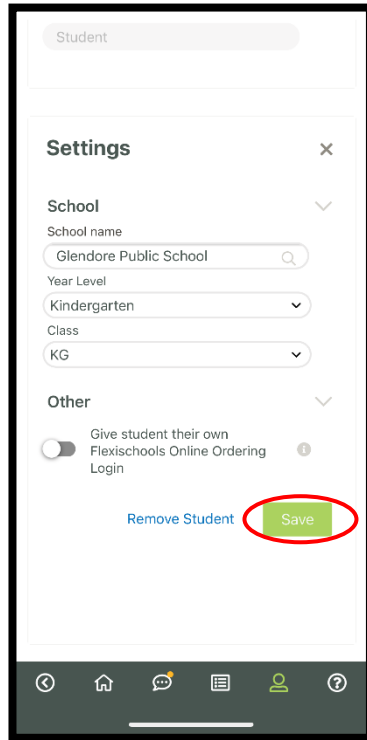 Student
Settings
School
School name
Glendore Public School
Year Level
Kindergarten
Class
KG
Other
Give student their own
Flexischools Online Ordering
Login
Remove Student
Save